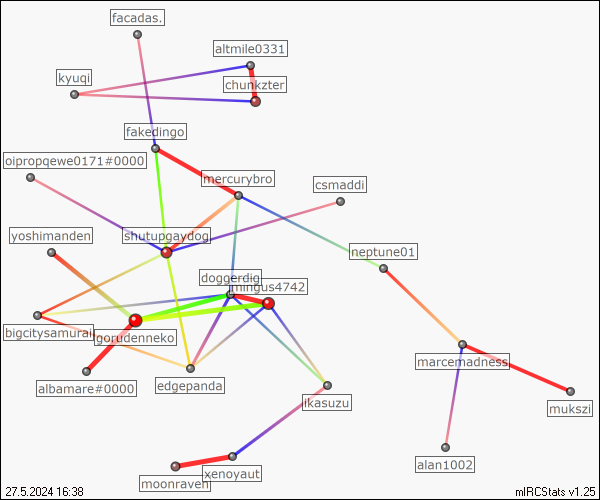 facadas.
altmile0331
kyuqi
chunkzter
fakedingo
oipropqewe0171#0000
mercurybro
csmaddi
yoshimanden
shutupgaydog
neptune01
doggerdig
mingus4742
bigcitysamurai
gorudenneko
marcemadness
albamare#0000
edgepanda
ikasuzu
mukszi
alan1002
xenoyaut
moonraven
27.5.2024 16:38
mIRCStats v1.25